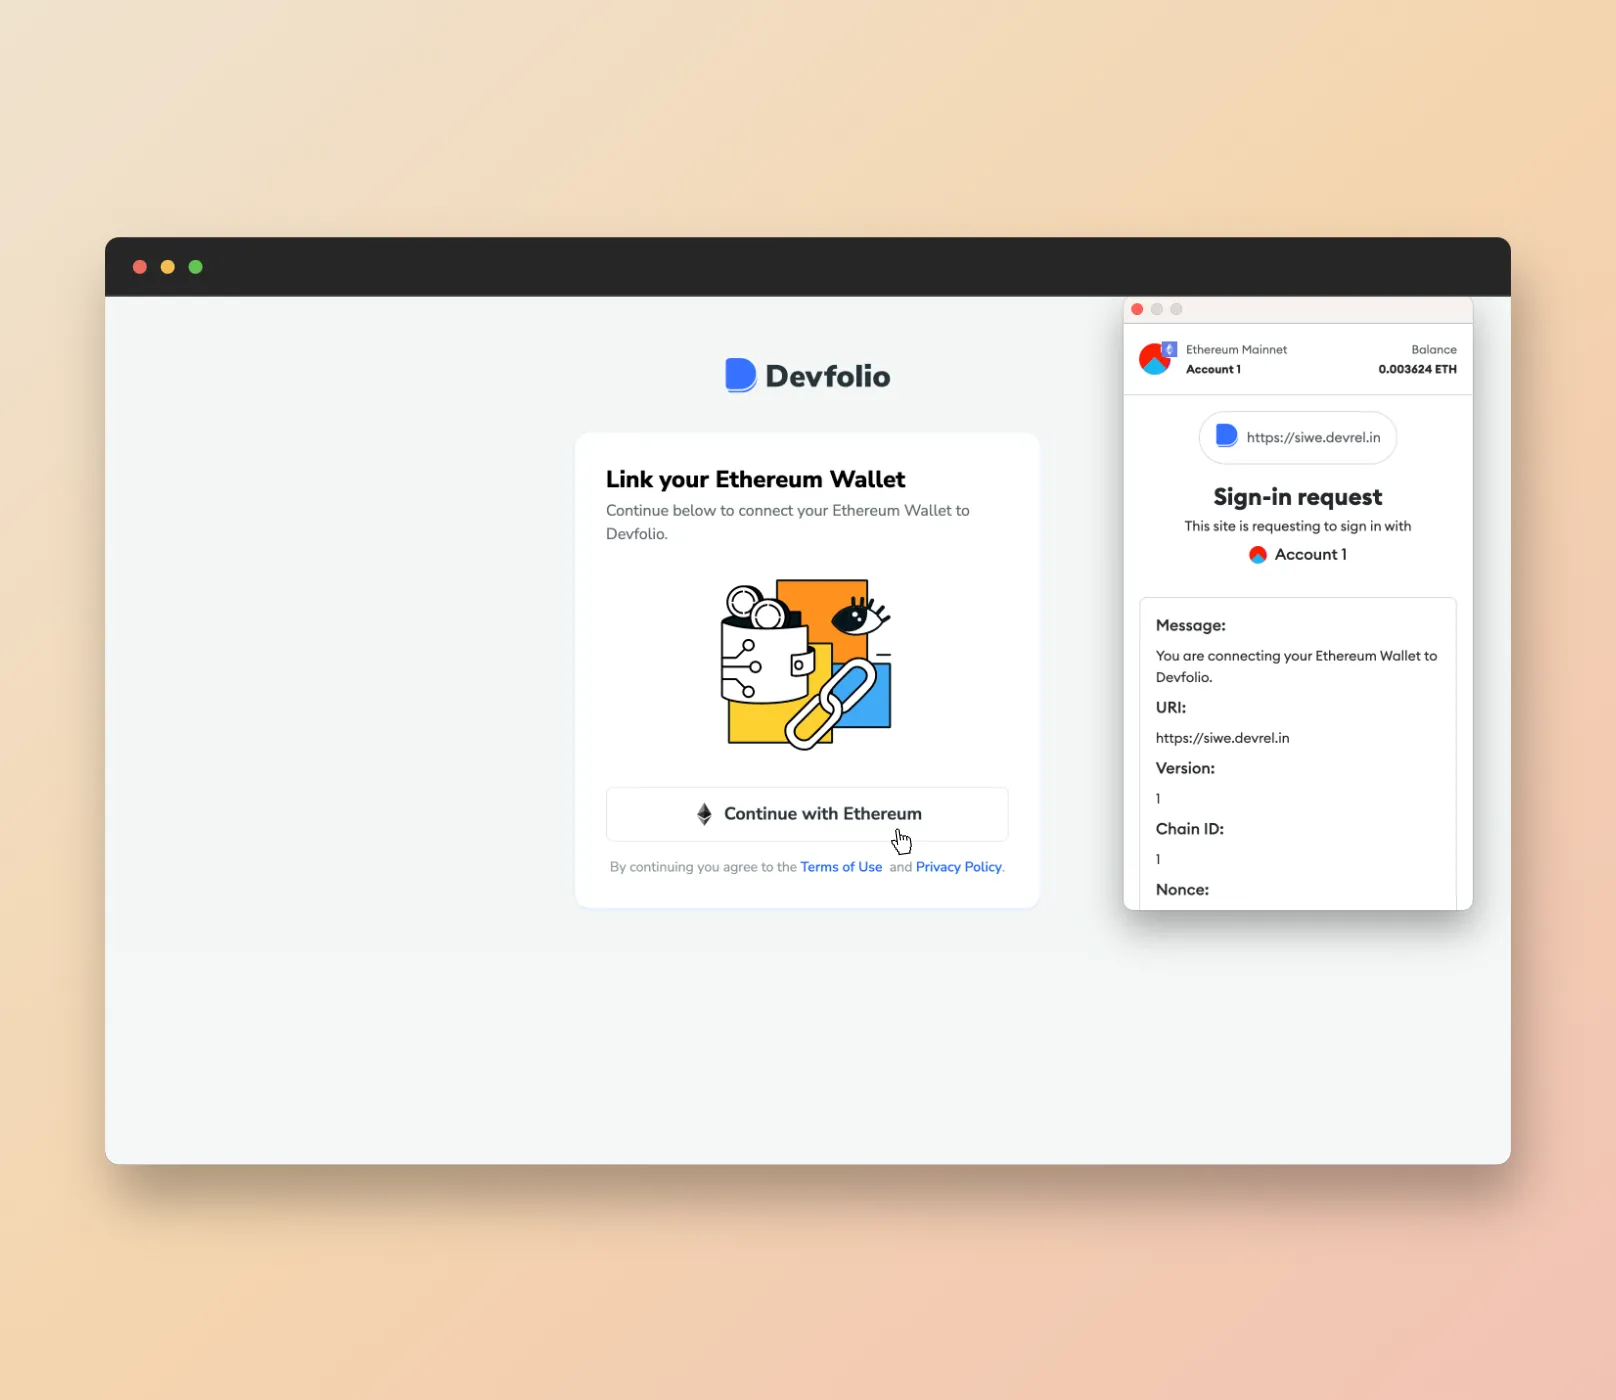 Devfolio
Link your Ethereum Wallet
Continue below to connect your Ethereum Wallet to
Devfolio.
Continue with Ethereum
By continuing you agree to the Terms of Use and Privacy Policy.
Ethereum Mainnet
Account 1
Balance
0.003624 ETH
https://siwe.devrel.in
Sign-in request
This site is requesting to sign in with
Account 1
Message:
You are connecting your Ethereum Wallet to
Devfolio.
URI:
https://siwe.devrel.in
Version:
1
Chain ID:
1
Nonce: